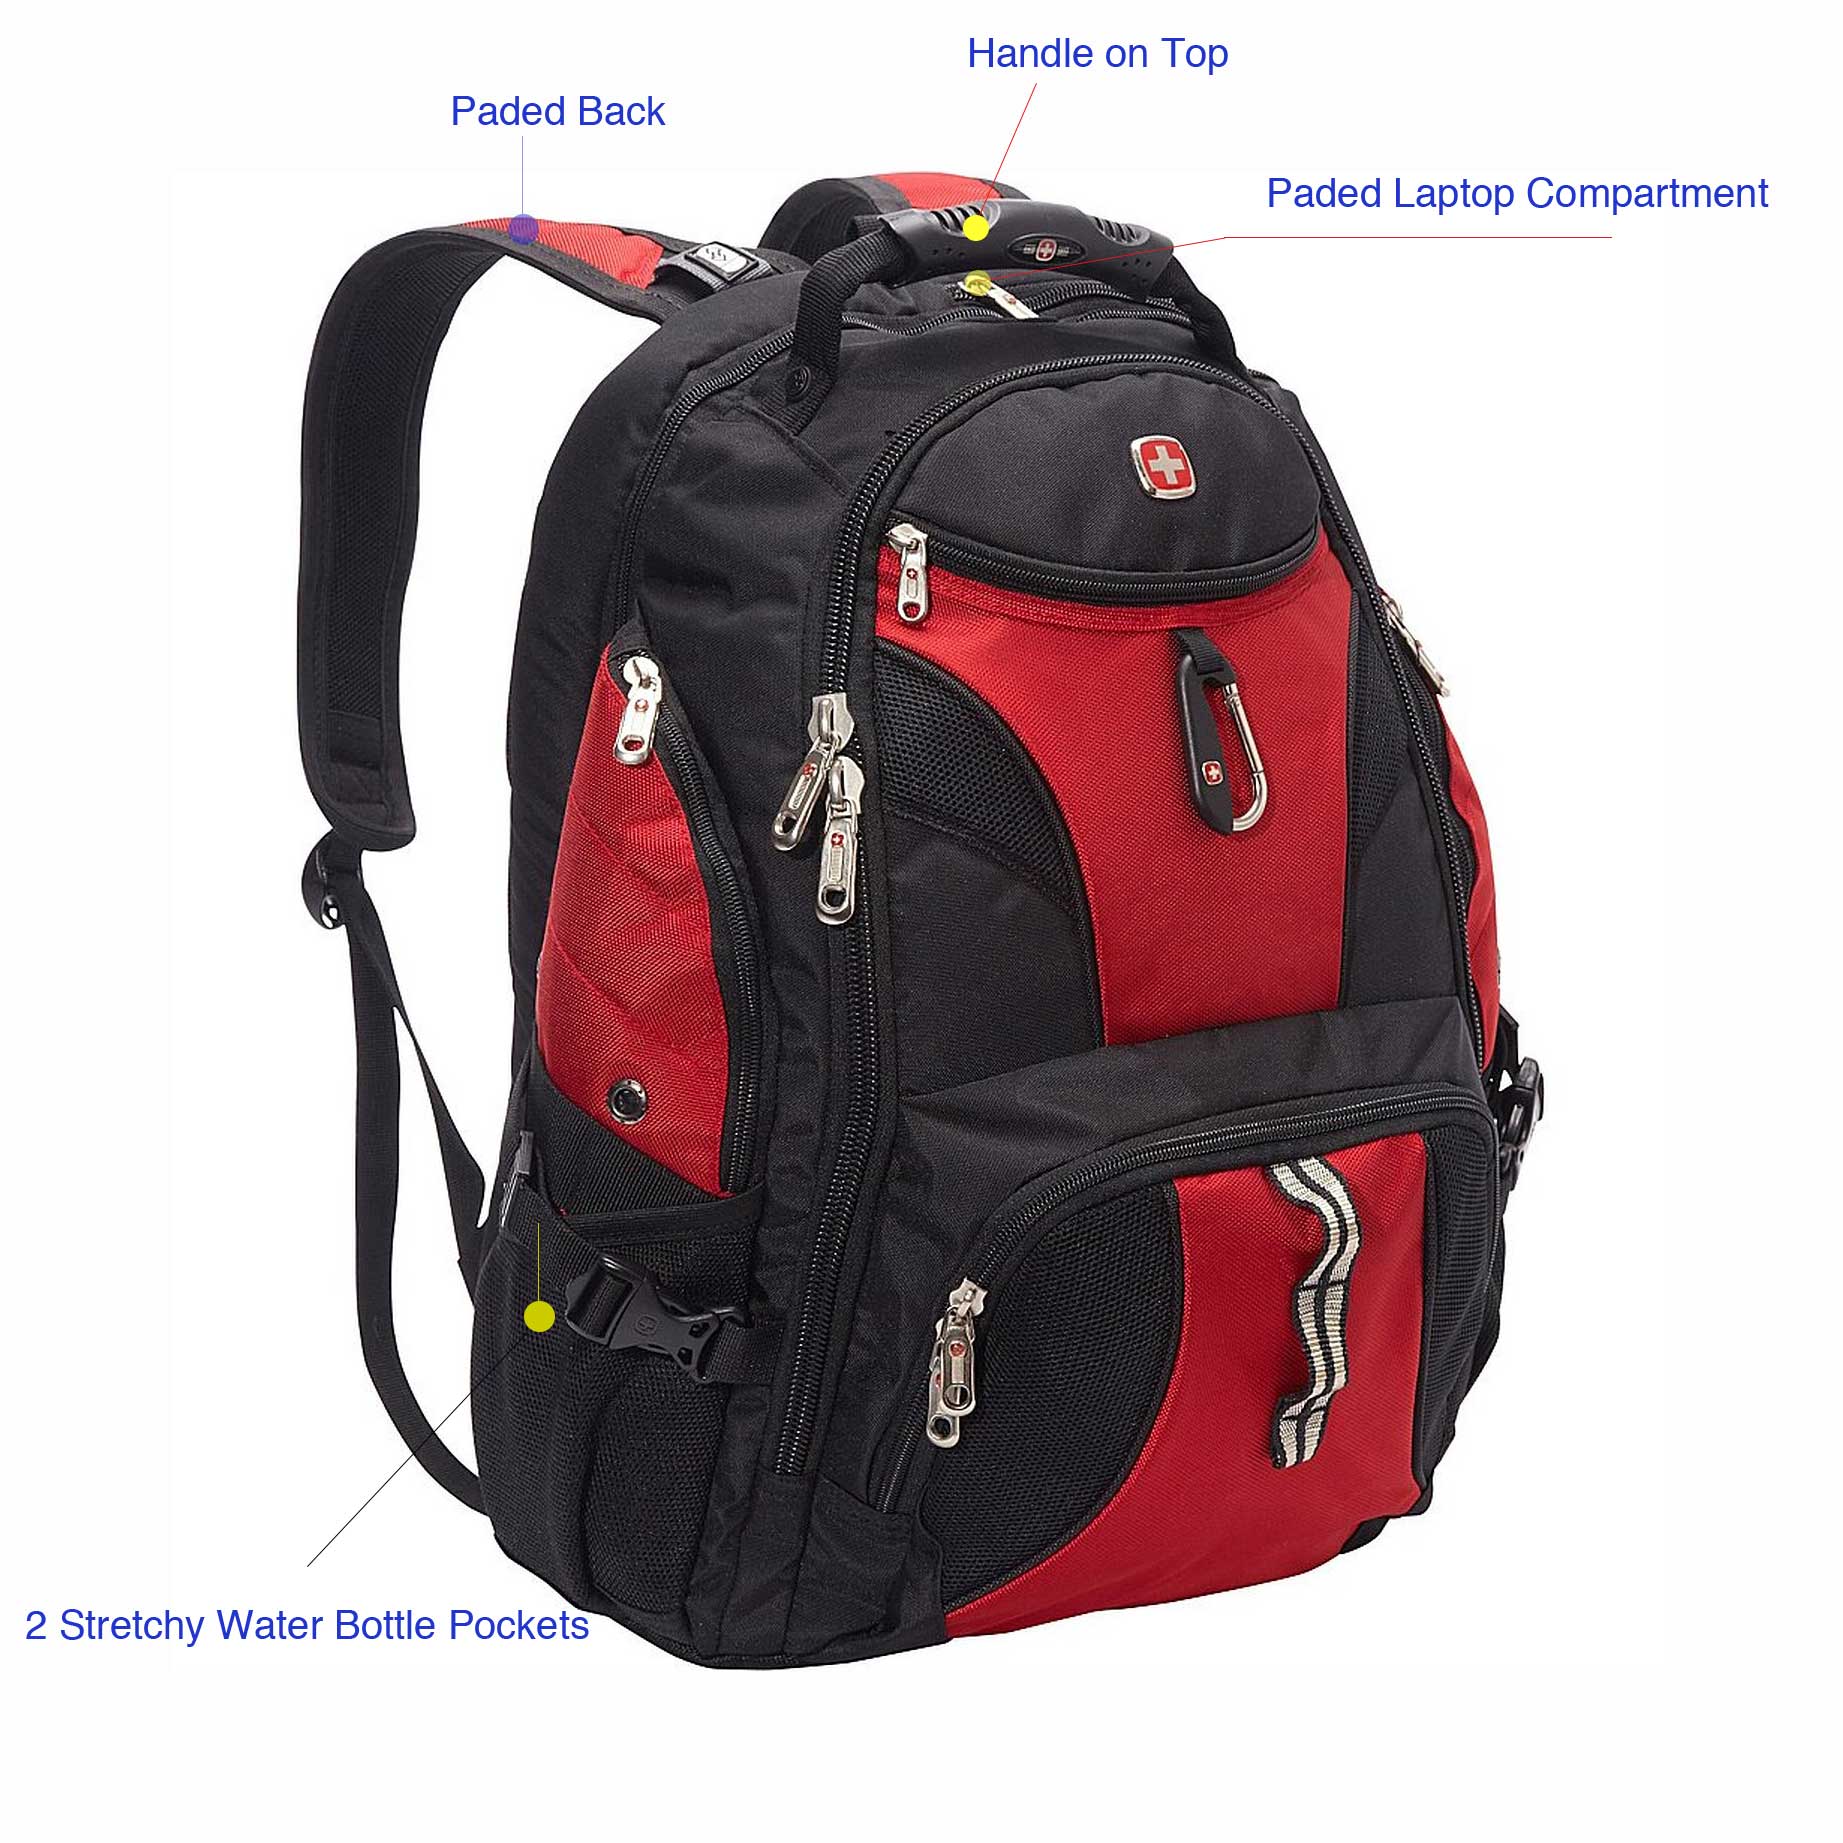 Handle on Top
Paded Back
Paded Laptop Compartment
2 Stretchy Water Bottle Pockets